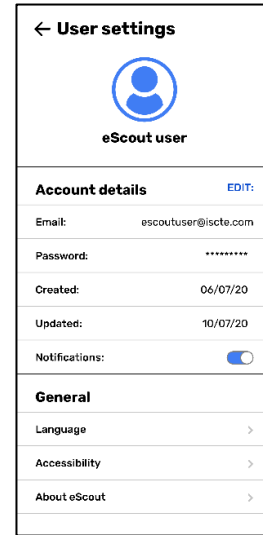 ← User settings
eScout user
Account details EDIT:
Email: escoutuser@iscte.com
Password: *********
Created: 06/07/20
Updated: 10/07/20
Notifications:
General
Language >
Accessibility >
About eScout >